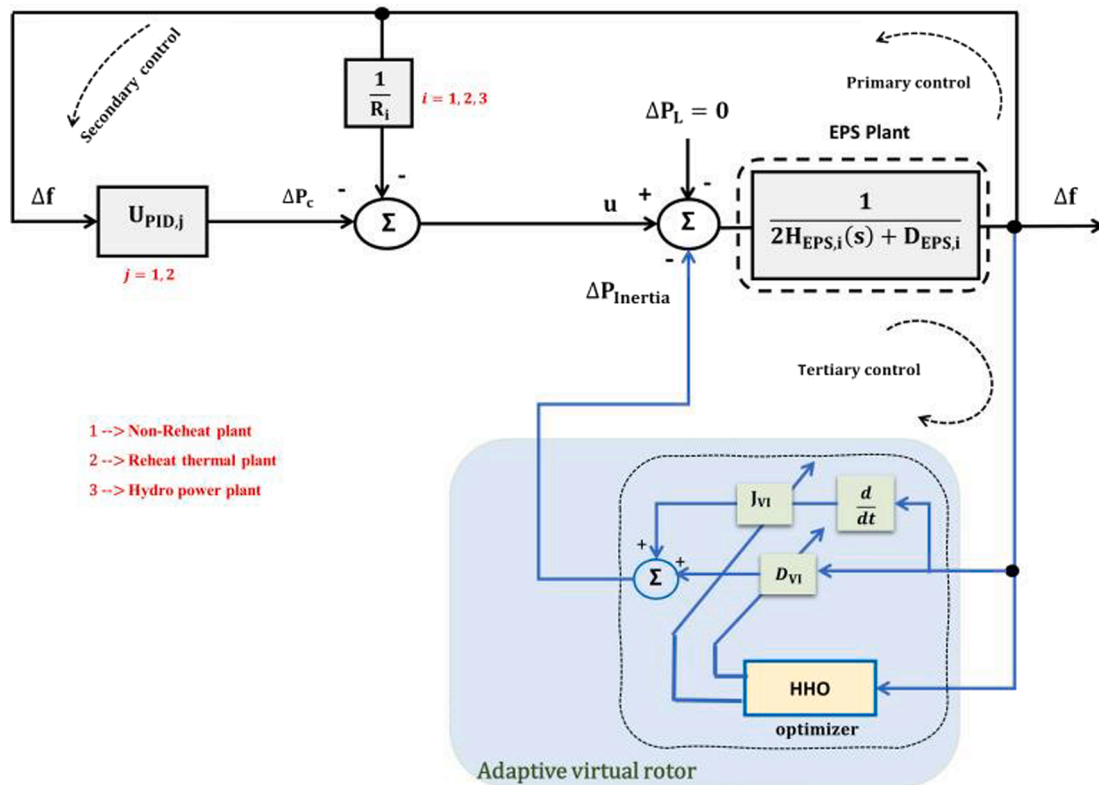 Secondary control
1
R_i
i = 1, 2, 3
Primary control
ΔP_L = 0
EPS Plant
Δf
U_PID,j
j = 1, 2
ΔP_c
-
-
Σ
u
+
-
Σ
-
1
2H_EPS,i(s) + D_EPS,i
Δf
ΔP_Inertia
Tertiary control
1 --> Non-Reheat plant
2 --> Reheat thermal plant
3 --> Hydro power plant
J_VI
d
dt
+
+
Σ
D_VI
HHO
optimizer
Adaptive virtual rotor